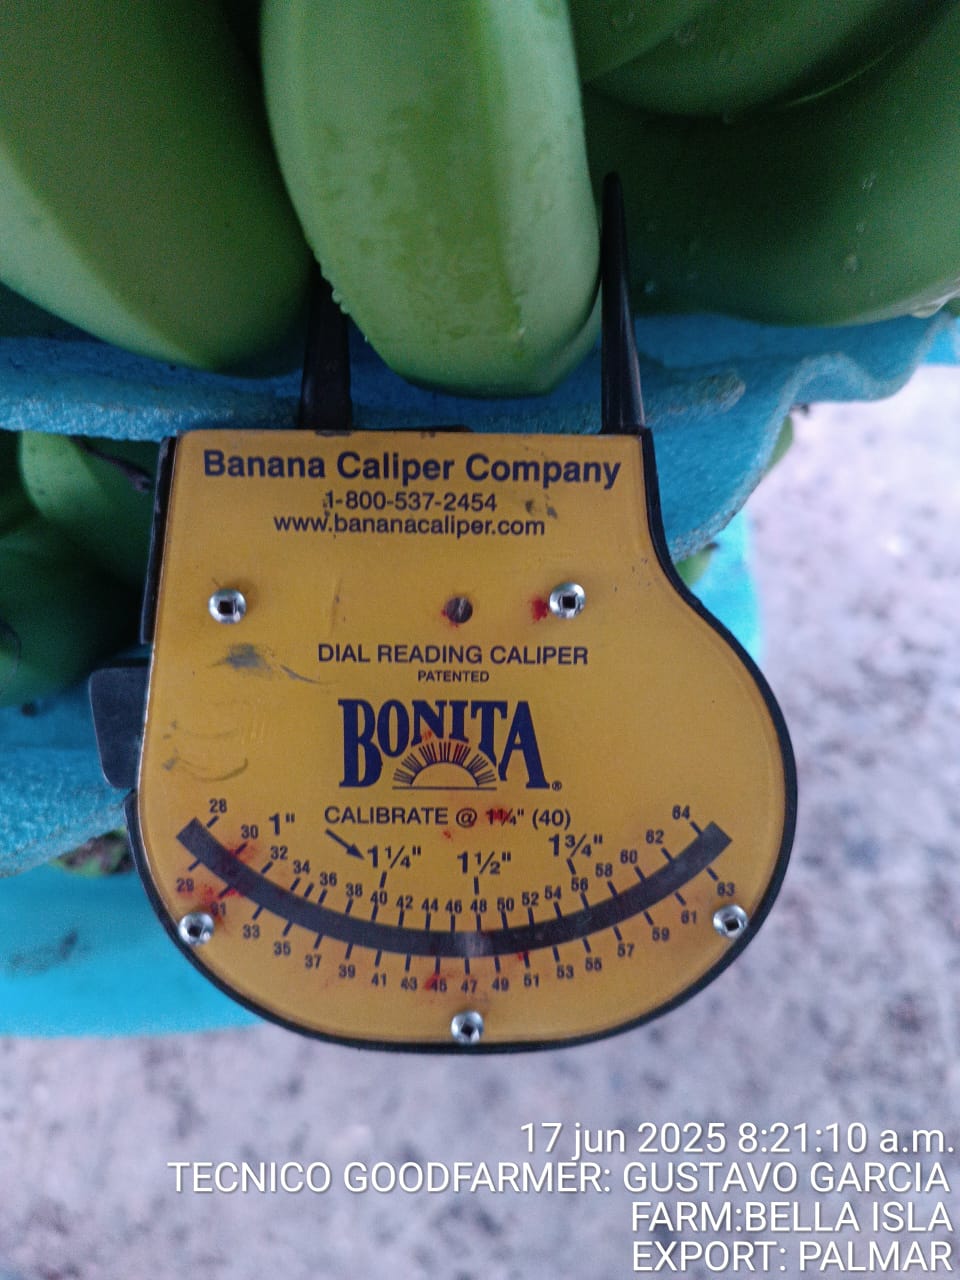 Banana Caliper Company
1-800-537-2454
www.bananacaliper.com
DIAL READING CALIPER
PATENTED
BONITA®
CALIBRATE @ 1¼" (40)
1" 1¼" 1½" 1¾"
28 30 32 34 36 38 40 42 44 46 48 50 52 54 56 58 60 62 64
29 31 33 35 37 39 41 43 45 47 49 51 53 55 57 59 61 63
17 jun 2025 8:21:10 a.m.
TECNICO GOODFARMER: GUSTAVO GARCIA
FARM:BELLA ISLA
EXPORT: PALMAR